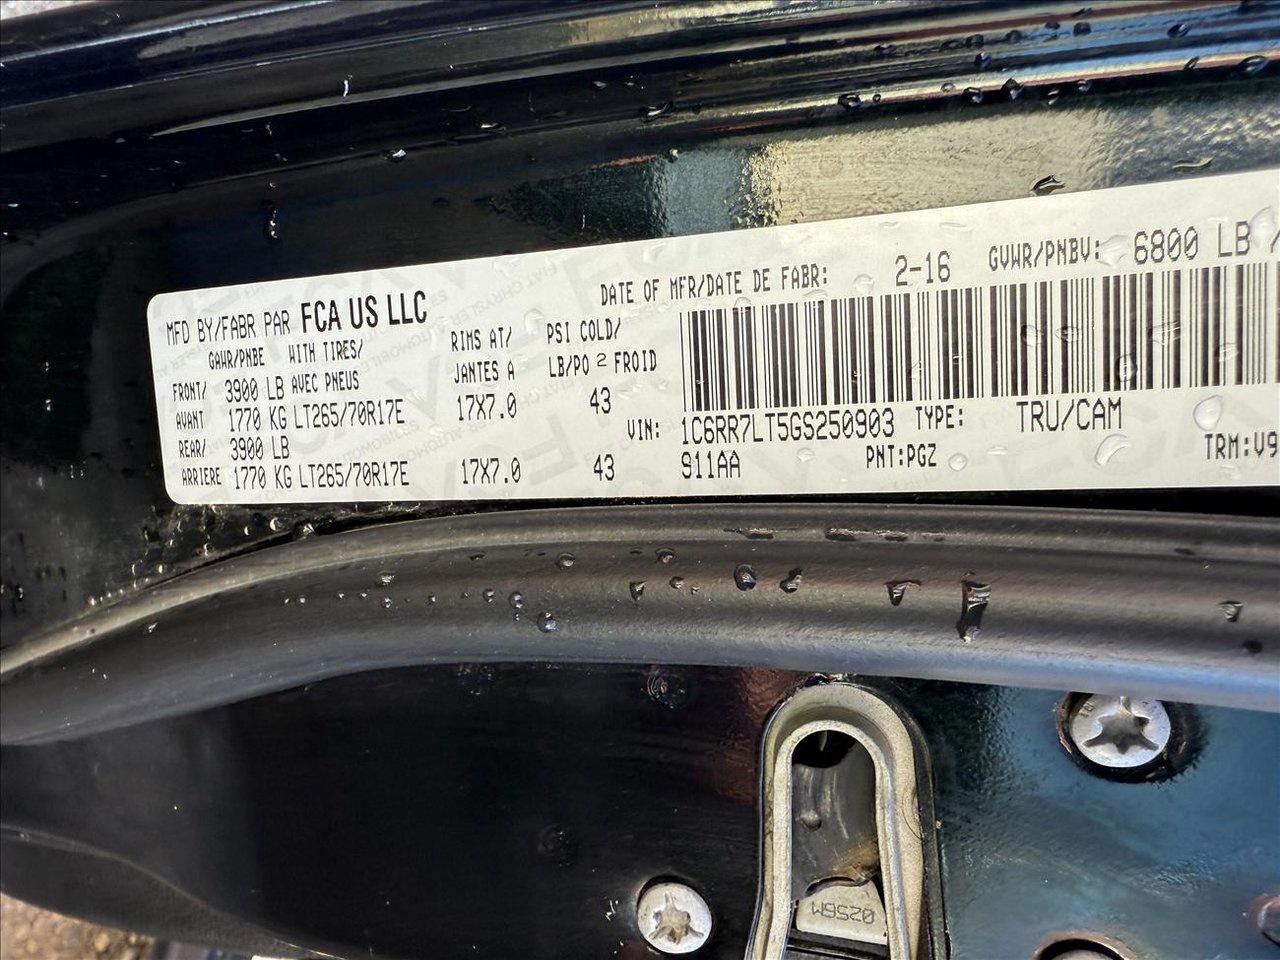 MFD BY/FABR PAR FCA US LLC
DATE OF MFR/DATE DE FABR: 2-16 GVWR/PNBV: 6800 LB /
GAWR/PNBE WITH TIRES/ RIMS AT/ PSI COLD/
AVEC PNEUS JANTES A LB/PO 2 FROID
FRONT/ 3900 LB
AVANT 1770 KG LT265/70R17E 17X7.0 43
REAR/ 3900 LB
ARRIERE 1770 KG LT265/70R17E 17X7.0 43
VIN: 1C6RR7LT5GS250903 TYPE: TRU/CAM
911AA PNT:PGZ TRM:V9